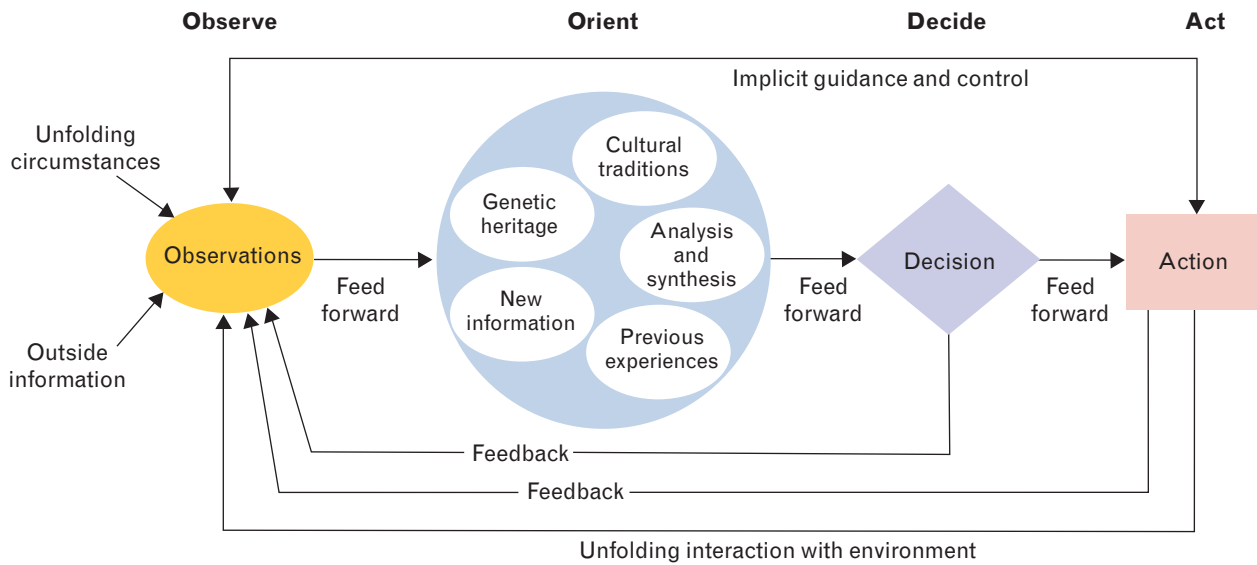 Observe
Orient
Decide
Act
Implicit guidance and control
Unfolding
circumstances
Outside
information
Observations
Feed
forward
Cultural
traditions
Genetic
heritage
Analysis
and
synthesis
New
information
Previous
experiences
Feed
forward
Decision
Feed
forward
Action
Feedback
Feedback
Unfolding interaction with environment